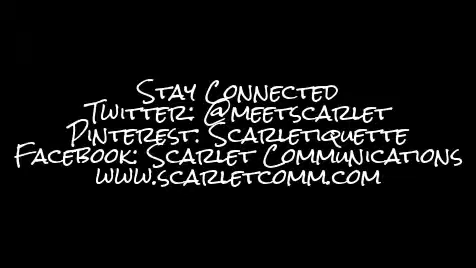 Stay Connected
Twitter: @meetscarlet
Pinterest: Scarletiquette
Facebook: Scarlet Communications
www.scarletcomm.com